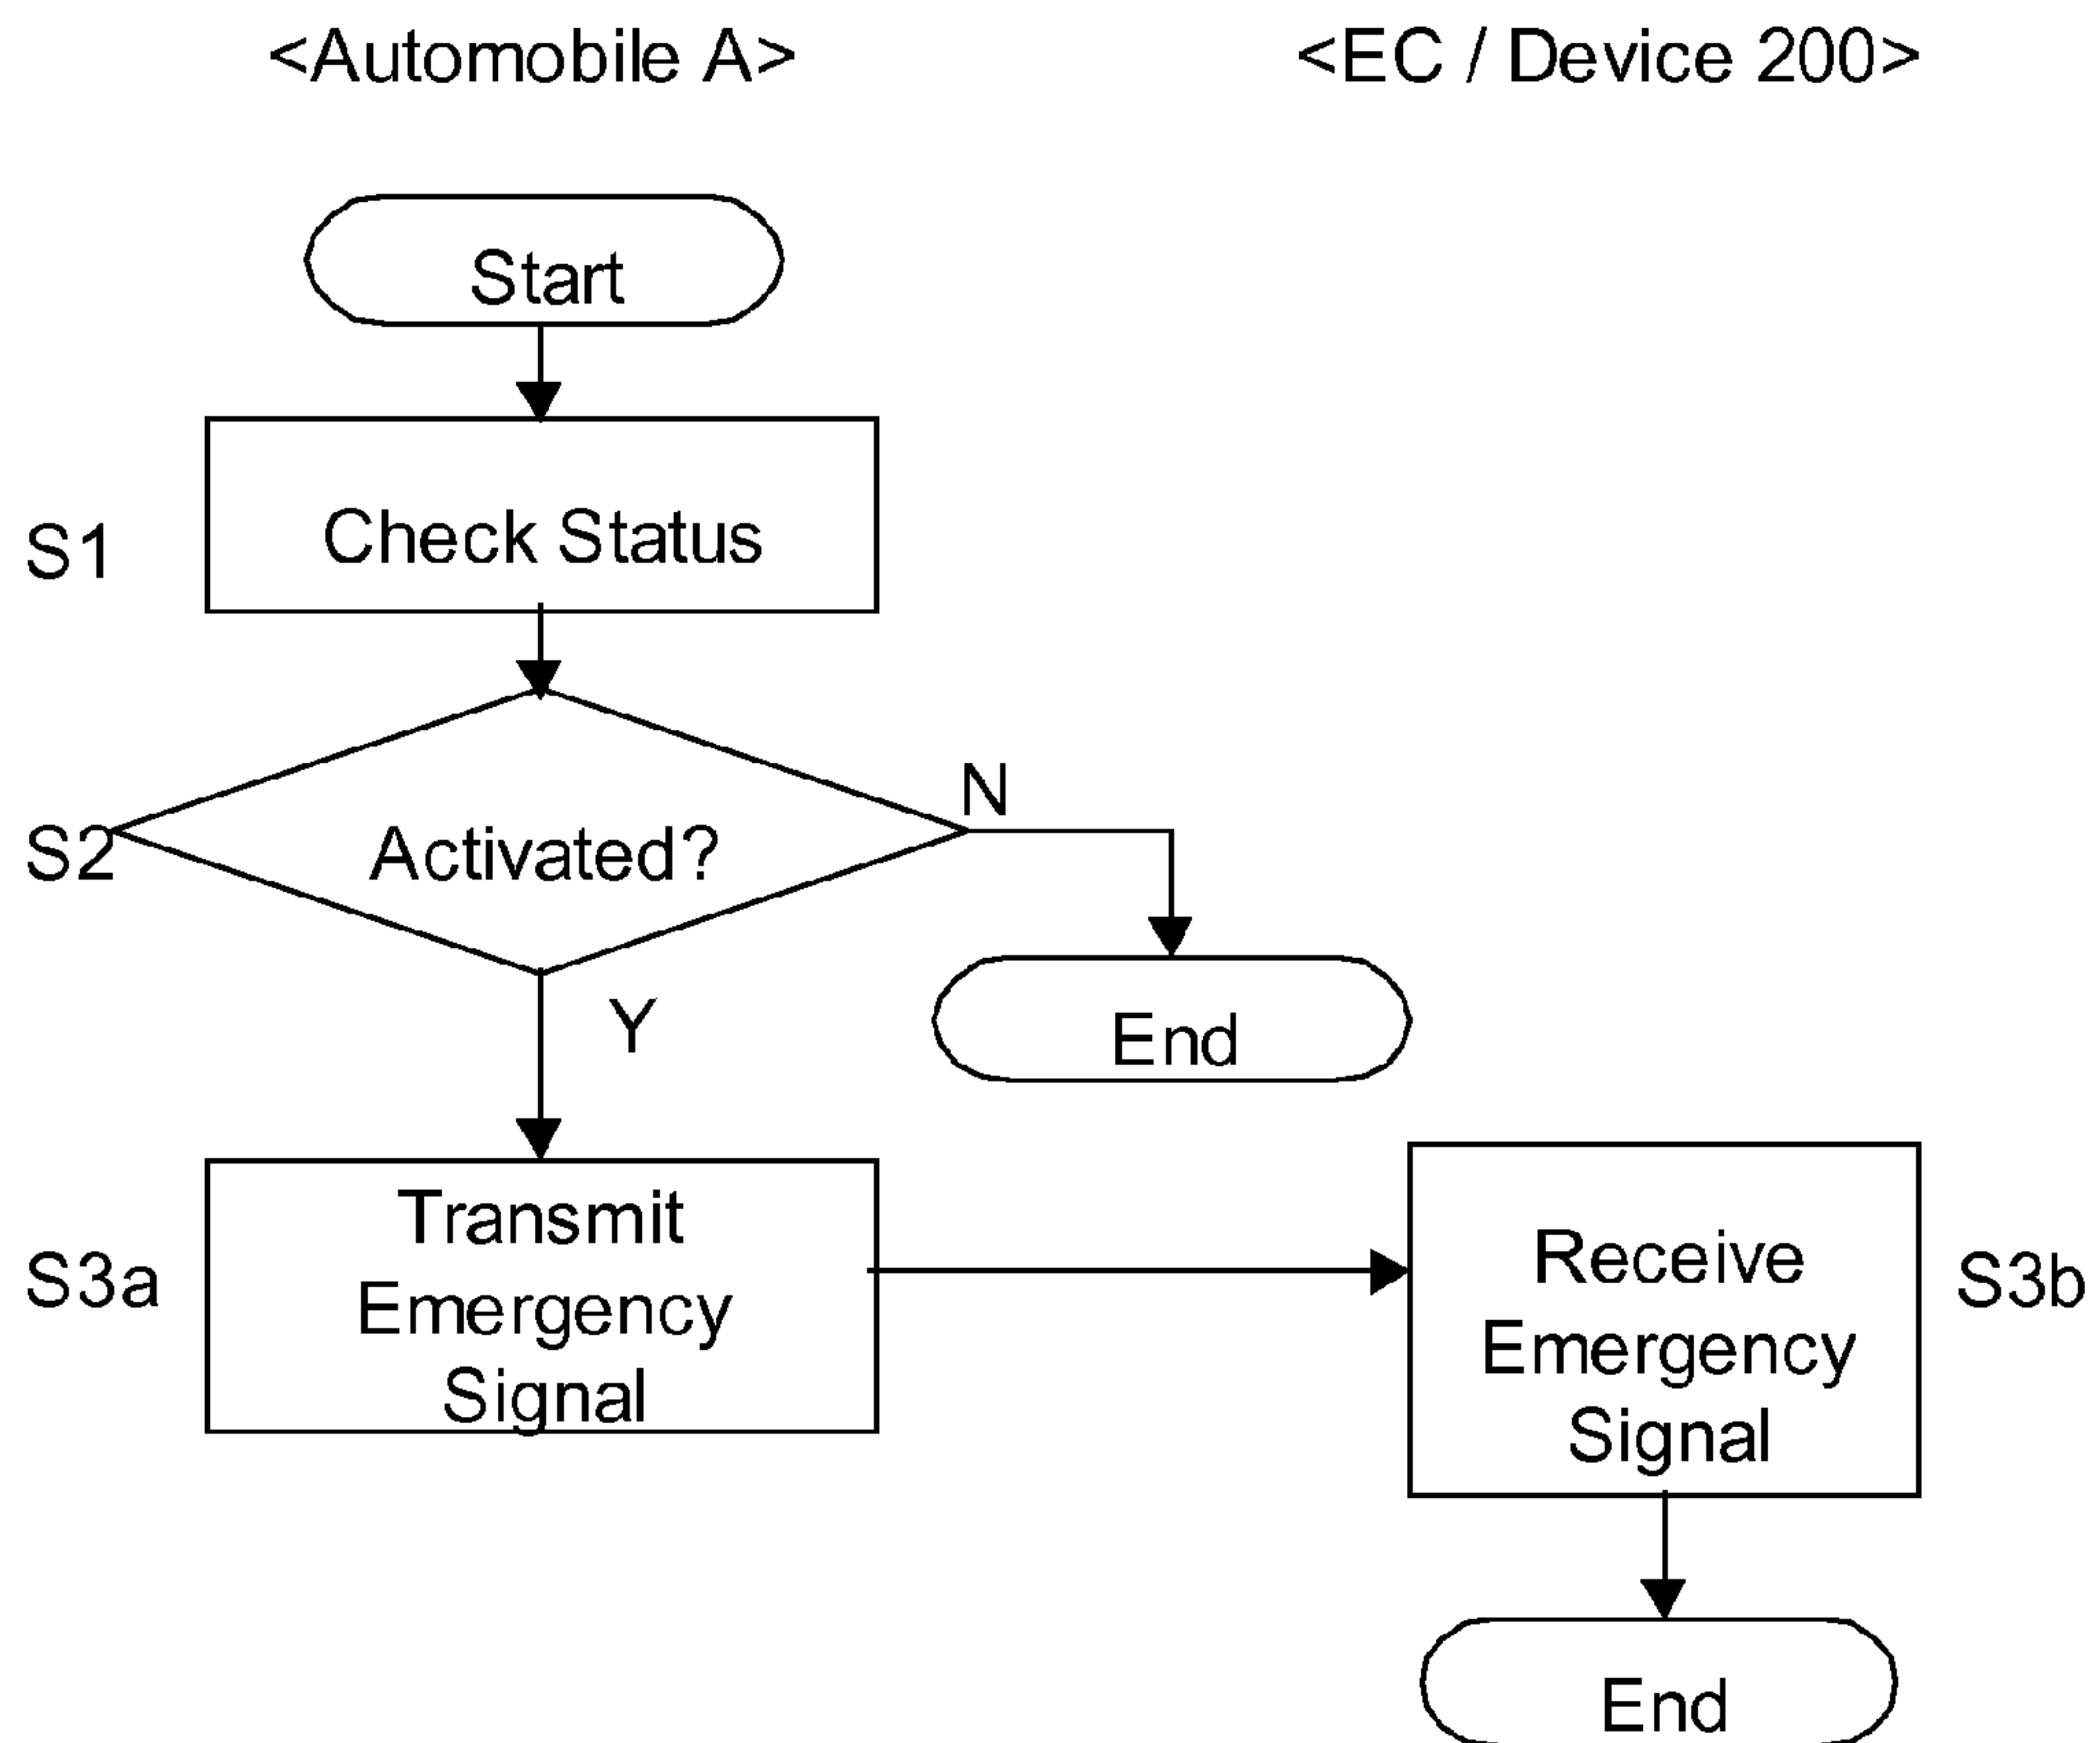 <Automobile A>
<EC / Device 200>
Start
S1
Check Status
S2
Activated?
N
Y
End
S3a
Transmit
Emergency
Signal
Receive
Emergency
Signal
S3b
End